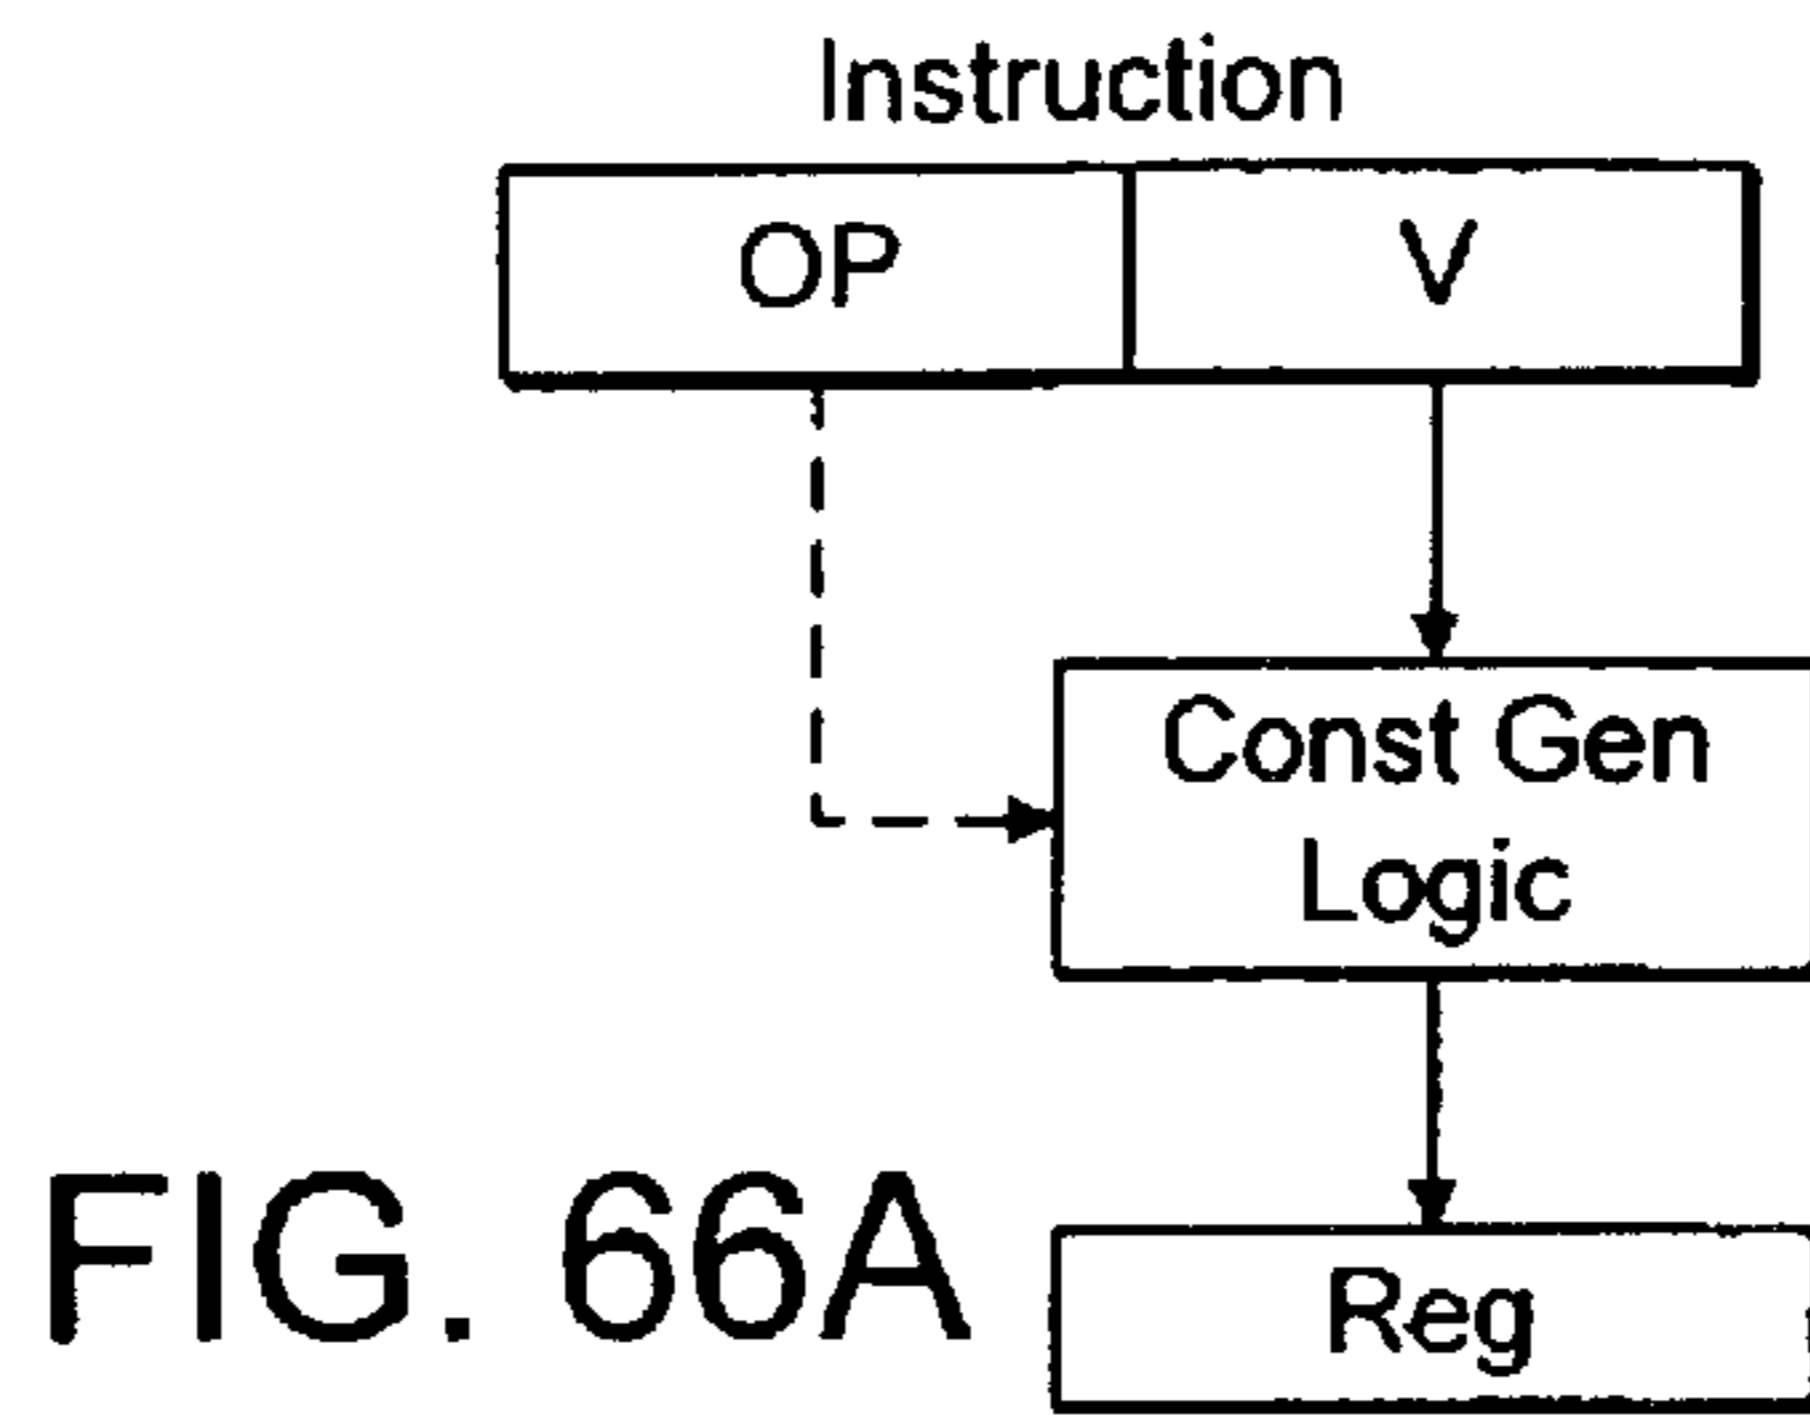 Instruction
OP V
Const Gen
Logic
FIG. 66A
Reg